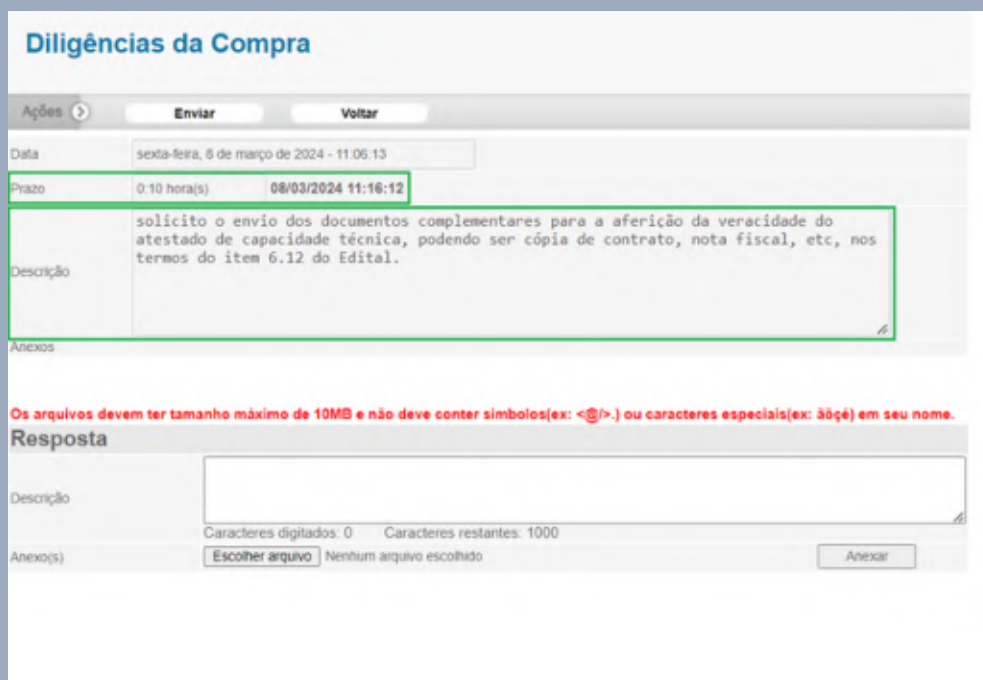 Diligências da Compra
Ações Enviar Voltar
Data sexta-feira, 8 de março de 2024 - 11:06:13
Prazo 0:10 hora(s) 08/03/2024 11:16:12
solicito o envio dos documentos complementares para a aferição da veracidade do
atestado de capacidade técnica, podendo ser cópia de contrato, nota fiscal, etc, nos
termos do item 6.12 do Edital.
Descrição
Anexos
Os arquivos devem ter tamanho máximo de 10MB e não deve conter simbolos(ex: <@/>.) ou caracteres especiais(ex: äöçé) em seu nome.
Resposta
Descrição
Caracteres digitados: 0 Caracteres restantes: 1000
Anexo(s) Escolher arquivo Nenhum arquivo escolhido Anexar